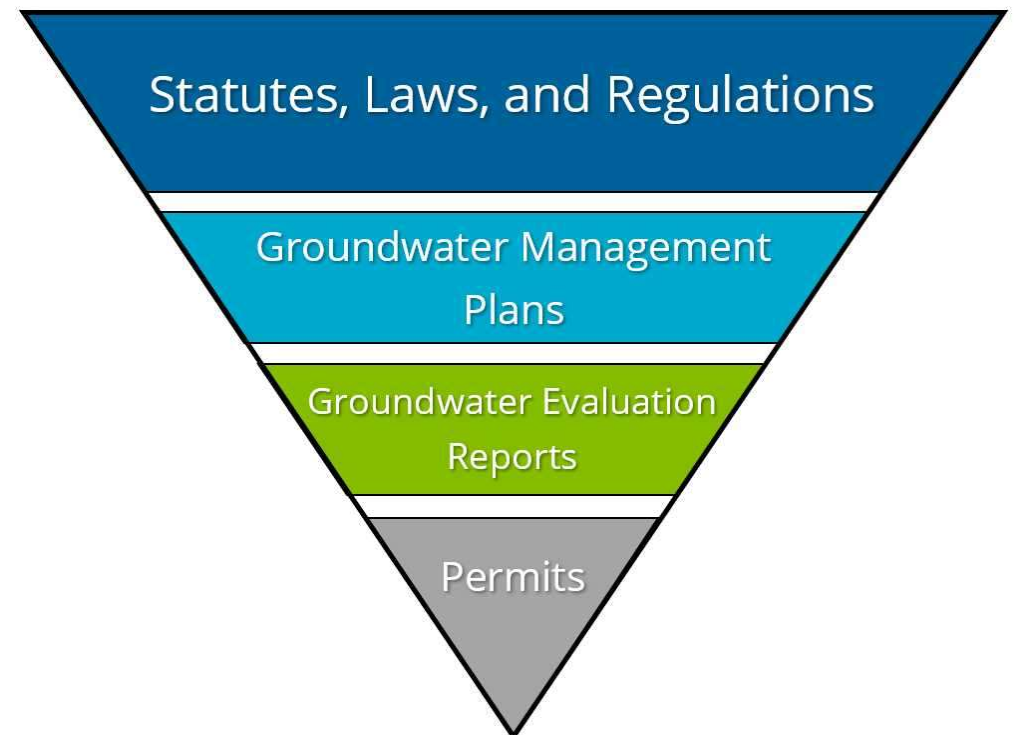 Statutes, Laws, and Regulations
Groundwater Management
Plans
Groundwater Evaluation
Reports
Permits